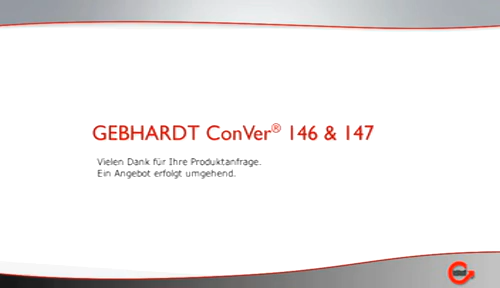 GEBHARDT ConVer® 146 & 147
Vielen Dank für Ihre Produktanfrage.
Ein Angebot erfolgt umgehend.